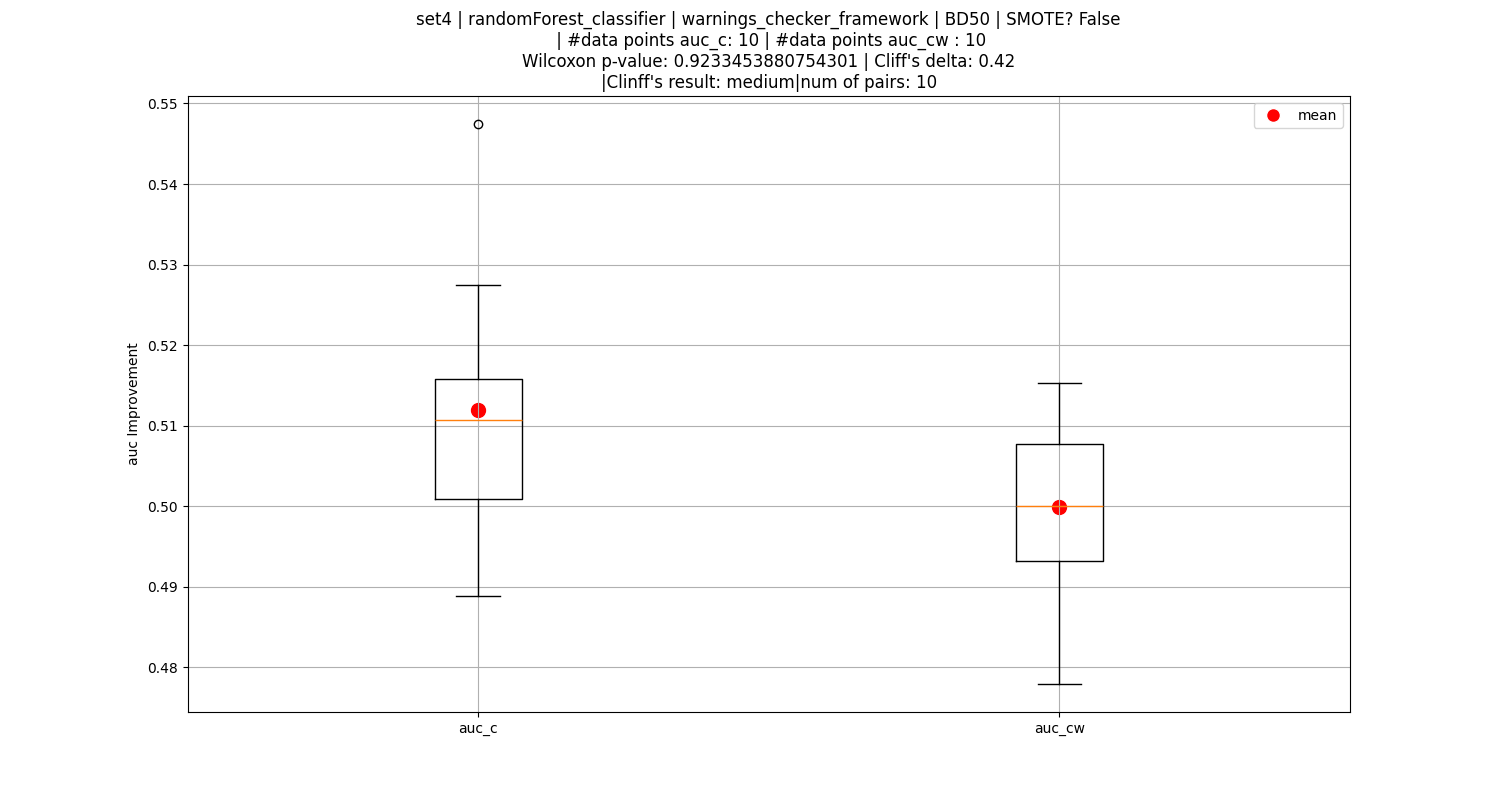 set4 | randomForest_classifier | warnings_checker_framework | BD50 | SMOTE? False
| #data points auc_c: 10 | #data points auc_cw : 10
Wilcoxon p-value: 0.9233453880754301 | Cliff's delta: 0.42
|Clinff's result: medium|num of pairs: 10
mean
auc Improvement
0.55
0.54
0.53
0.52
0.51
0.50
0.49
0.48
auc_c
auc_cw